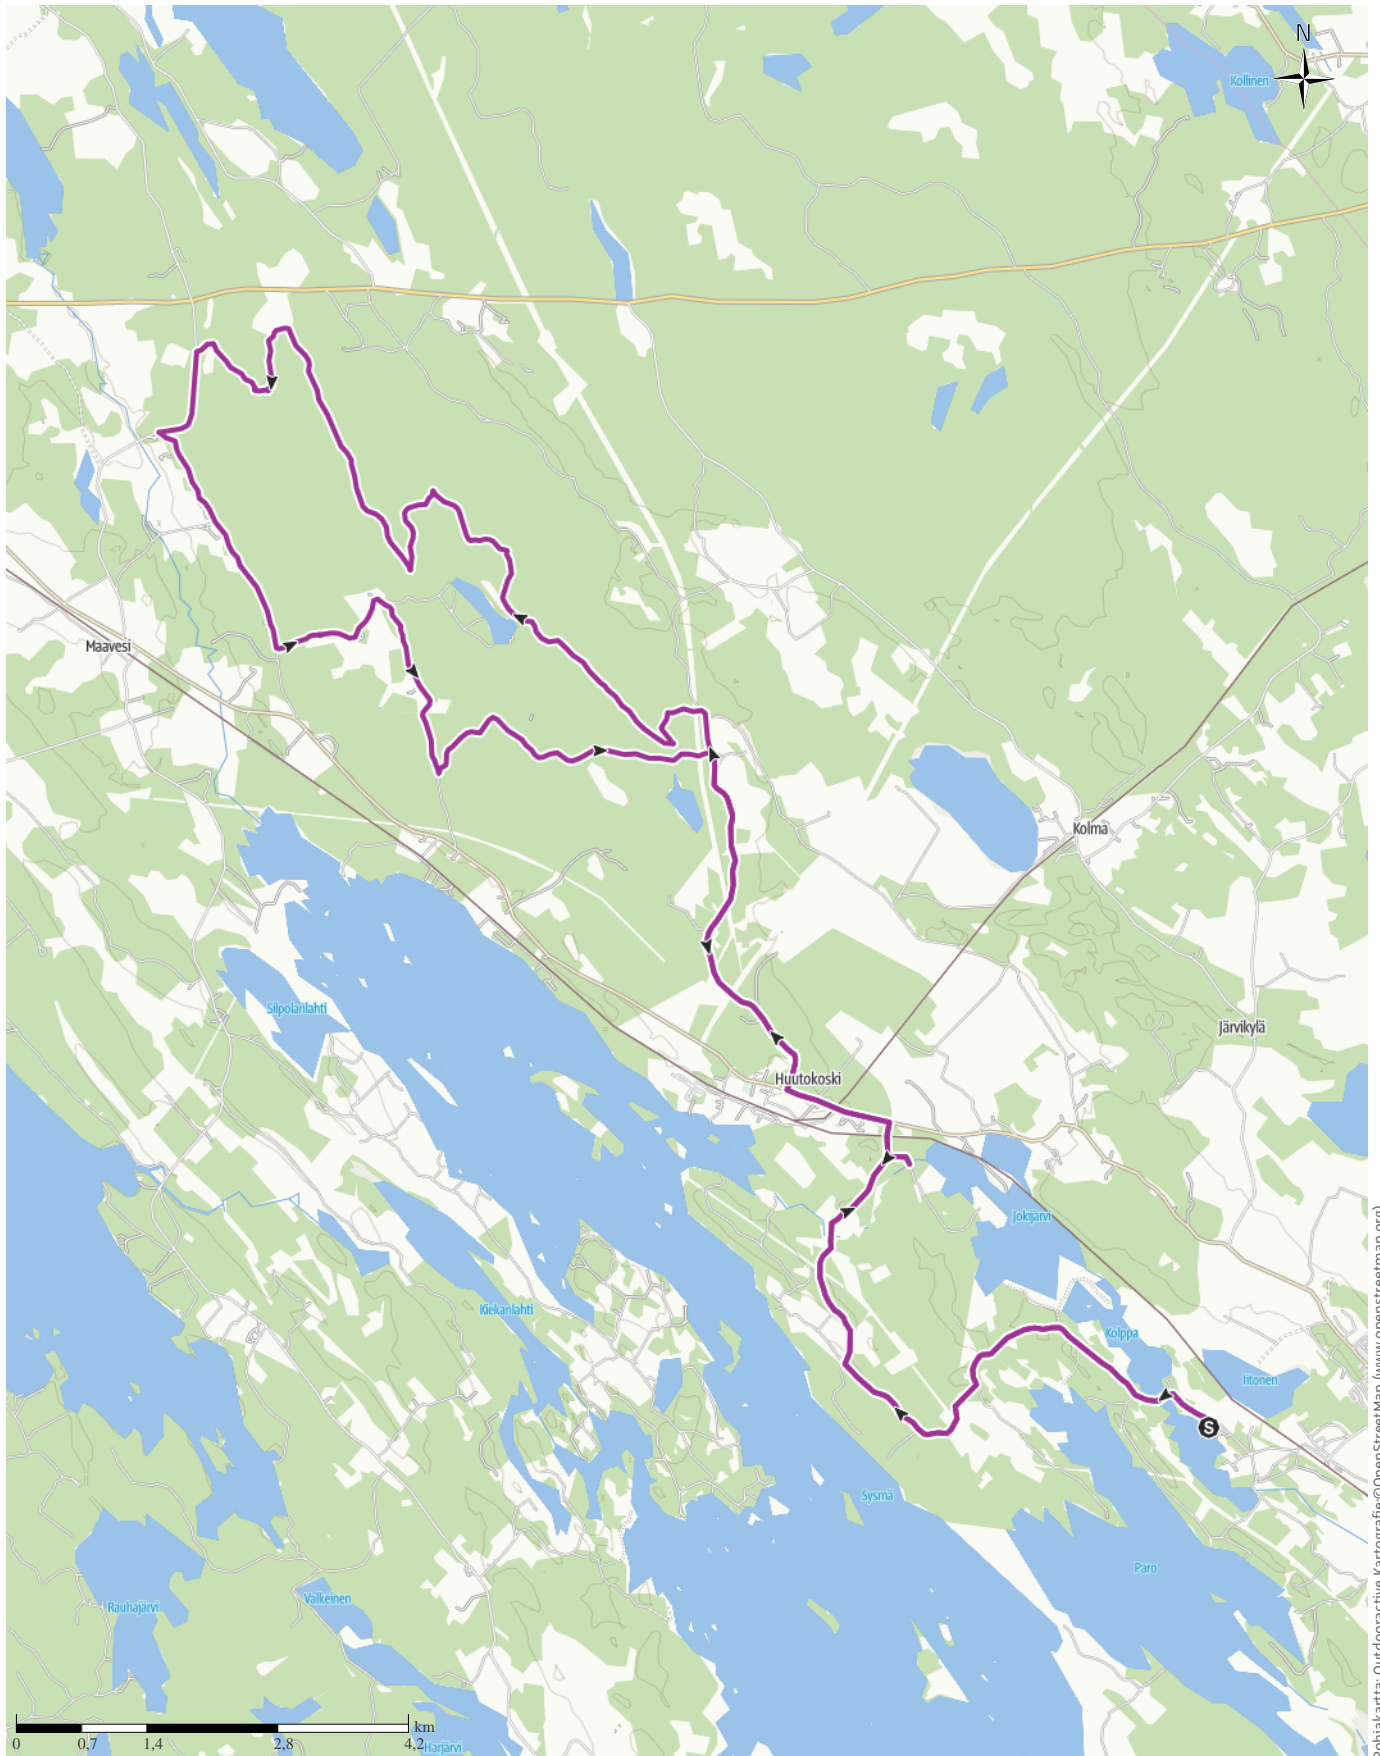 N
Kollinen
Maavesi
Kolma
Silpolanlahti
Järvikylä
Huutokoski
Jokijärvi
Kiekanlahti
Kolppa
Iitonen
S
Sysmä
Paro
Valkeinen
Rauhajärvi
km
0 0,7 1,4 2,8 4,2
Harjärvi
Pohjakartta: Outdooractive Kartografie;©OpenStreetMap (www.openstreetmap.org)